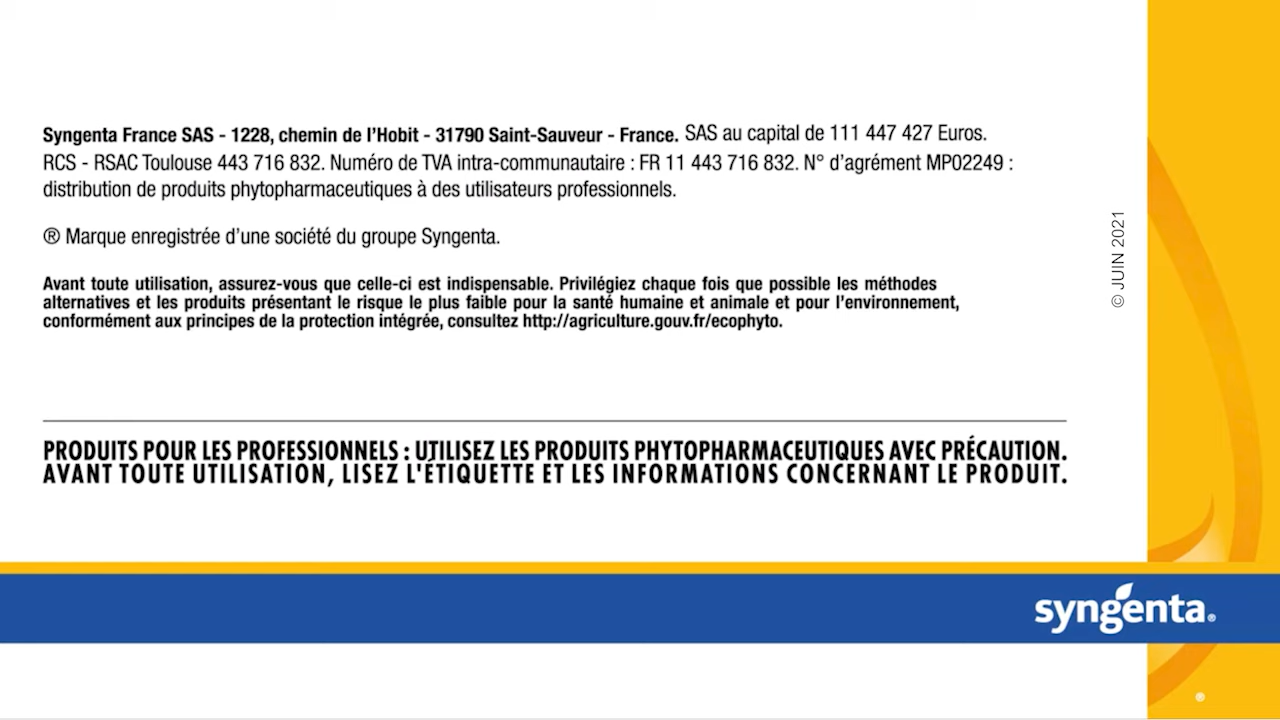 Syngenta France SAS - 1228, chemin de l'Hobit - 31790 Saint-Sauveur - France. SAS au capital de 111 447 427 Euros.
RCS - RSAC Toulouse 443 716 832. Numéro de TVA intra-communautaire : FR 11 443 716 832. N° d'agrément MP02249 :
distribution de produits phytopharmaceutiques à des utilisateurs professionnels.
® Marque enregistrée d'une société du groupe Syngenta.
Avant toute utilisation, assurez-vous que celle-ci est indispensable. Privilégiez chaque fois que possible les méthodes
alternatives et les produits présentant le risque le plus faible pour la santé humaine et animale et pour l'environnement,
conformément aux principes de la protection intégrée, consultez http://agriculture.gouv.fr/ecophyto.
© JUIN 2021
PRODUITS POUR LES PROFESSIONNELS : UTILISEZ LES PRODUITS PHYTOPHARMACEUTIQUES AVEC PRÉCAUTION.
AVANT TOUTE UTILISATION, LISEZ L'ÉTIQUETTE ET LES INFORMATIONS CONCERNANT LE PRODUIT.
syngenta®
®